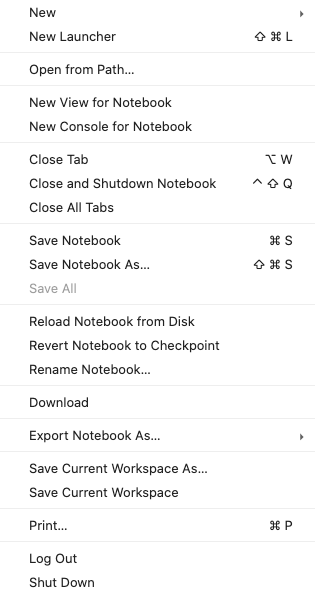 New
New Launcher ⇧ ⌘ L
Open from Path...
New View for Notebook
New Console for Notebook
Close Tab ⌥ W
Close and Shutdown Notebook ⌃ ⇧ Q
Close All Tabs
Save Notebook ⌘ S
Save Notebook As... ⇧ ⌘ S
Save All
Reload Notebook from Disk
Revert Notebook to Checkpoint
Rename Notebook...
Download
Export Notebook As...
Save Current Workspace As...
Save Current Workspace
Print... ⌘ P
Log Out
Shut Down